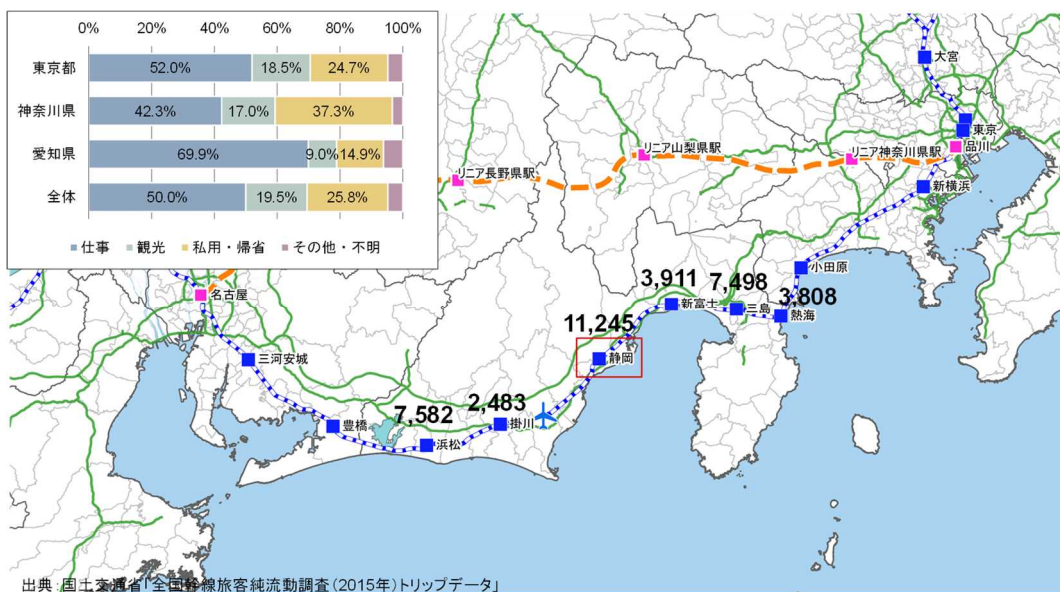 0% 20% 40% 60% 80% 100%
東京都 52.0% 18.5% 24.7%
神奈川県 42.3% 17.0% 37.3%
愛知県 69.9% 9.0% 14.9%
全体 50.0% 19.5% 25.8%
仕事 観光 私用・帰省 その他・不明
大宮
東京
品川
リニア神奈川県駅
リニア山梨県駅
リニア長野県駅
新横浜
小田原
3,808
熱海
7,498
三島
3,911
新富士
11,245
静岡
2,483
掛川
7,582
浜松
豊橋
三河安城
名古屋
出典:国土交通省「全国幹線旅客純流動調査(2015年)トリップデータ」